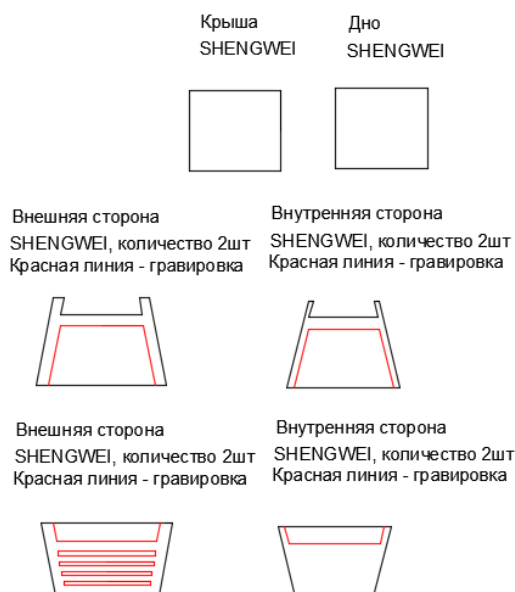 Крыша
SHENGWEI
Дно
SHENGWEI
Внешняя сторона
SHENGWEI, количество 2шт
Красная линия - гравировка
Внутренняя сторона
SHENGWEI, количество 2шт
Красная линия - гравировка
Внешняя сторона
SHENGWEI, количество 2шт
Красная линия - гравировка
Внутренняя сторона
SHENGWEI, количество 2шт
Красная линия - гравировка